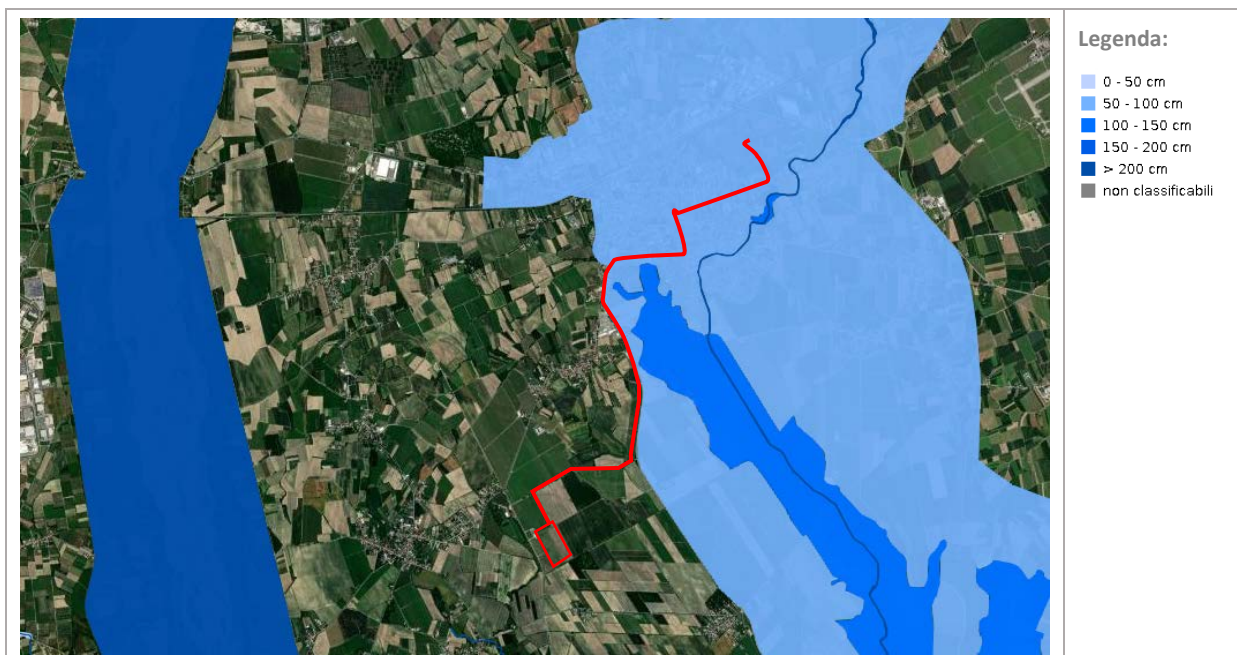 Legenda:
0 - 50 cm
50 - 100 cm
100 - 150 cm
150 - 200 cm
> 200 cm
non classificabili